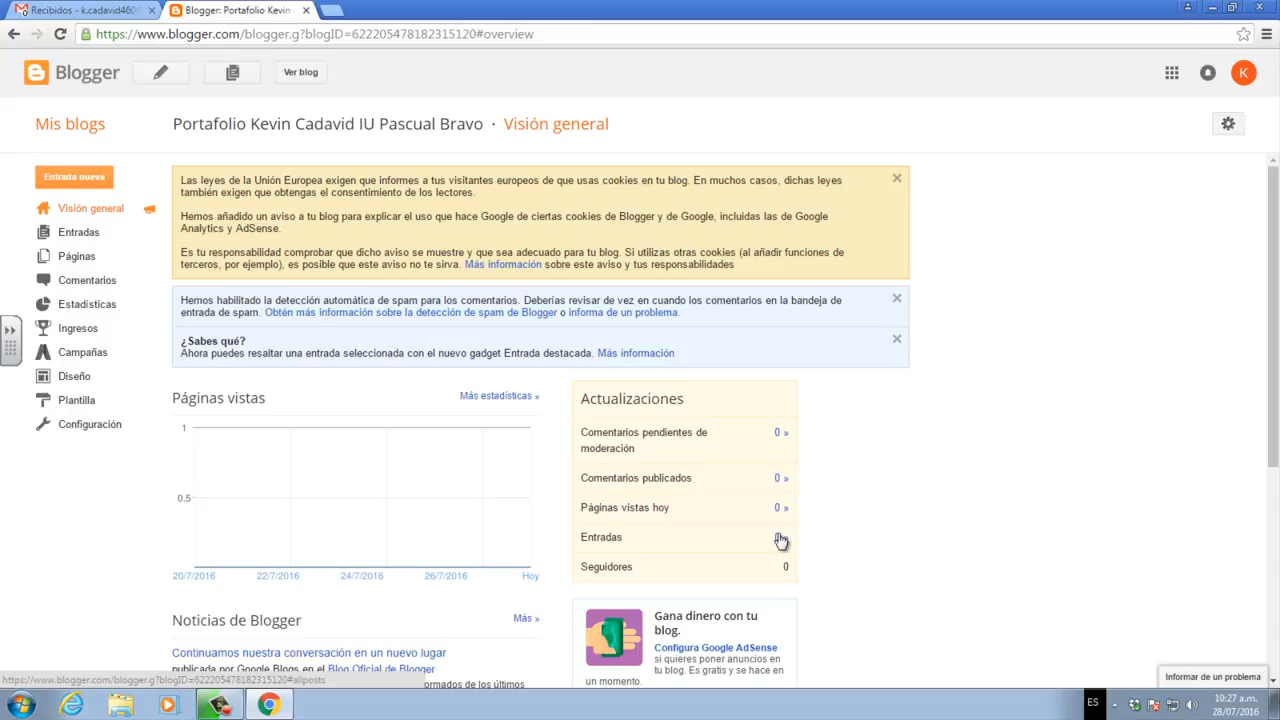 Recibidos - k.cadavid460
Blogger: Portafolio Kevin
https://www.blogger.com/blogger.g?blogID=622205478182315120#overview
Blogger
Ver blog
K
Mis blogs
Portafolio Kevin Cadavid IU Pascual Bravo · Visión general
Entrada nueva
Visión general
Entradas
Páginas
Comentarios
Estadísticas
Ingresos
Campañas
Diseño
Plantilla
Configuración
Las leyes de la Unión Europea exigen que informes a tus visitantes europeos de que usas cookies en tu blog. En muchos casos, dichas leyes
también exigen que obtengas el consentimiento de los lectores.
Hemos añadido un aviso a tu blog para explicar el uso que hace Google de ciertas cookies de Blogger y de Google, incluidas las de Google
Analytics y AdSense.
Es tu responsabilidad comprobar que dicho aviso se muestre y que sea adecuado para tu blog. Si utilizas otras cookies (al añadir funciones de
terceros, por ejemplo), es posible que este aviso no te sirva. Más información sobre este aviso y tus responsabilidades
Hemos habilitado la detección automática de spam para los comentarios. Deberías revisar de vez en cuando los comentarios en la bandeja de
entrada de spam. Obtén más información sobre la detección de spam de Blogger o informa de un problema.
¿Sabes qué?
Ahora puedes resaltar una entrada seleccionada con el nuevo gadget Entrada destacada. Más información
Páginas vistas
Más estadísticas »
1
0.5
20/7/2016 22/7/2016 24/7/2016 26/7/2016 Hoy
Actualizaciones
Comentarios pendientes de
moderación
0 »
Comentarios publicados 0 »
Páginas vistas hoy 0 »
Entradas
Seguidores 0
Noticias de Blogger
Más »
Continuamos nuestra conversación en un nuevo lugar
publicada por Google Blogs en el Blog Oficial de Blogger
ormados de los últimos
Gana dinero con tu
blog.
Configura Google AdSense
si quieres poner anuncios en
tu blog. Es gratis y se hace en
un momento.
https://www.blogger.com/blogger.g?blogID=622205478182315120#allposts
Informar de un problema
ES
10:27 a.m.
28/07/2016